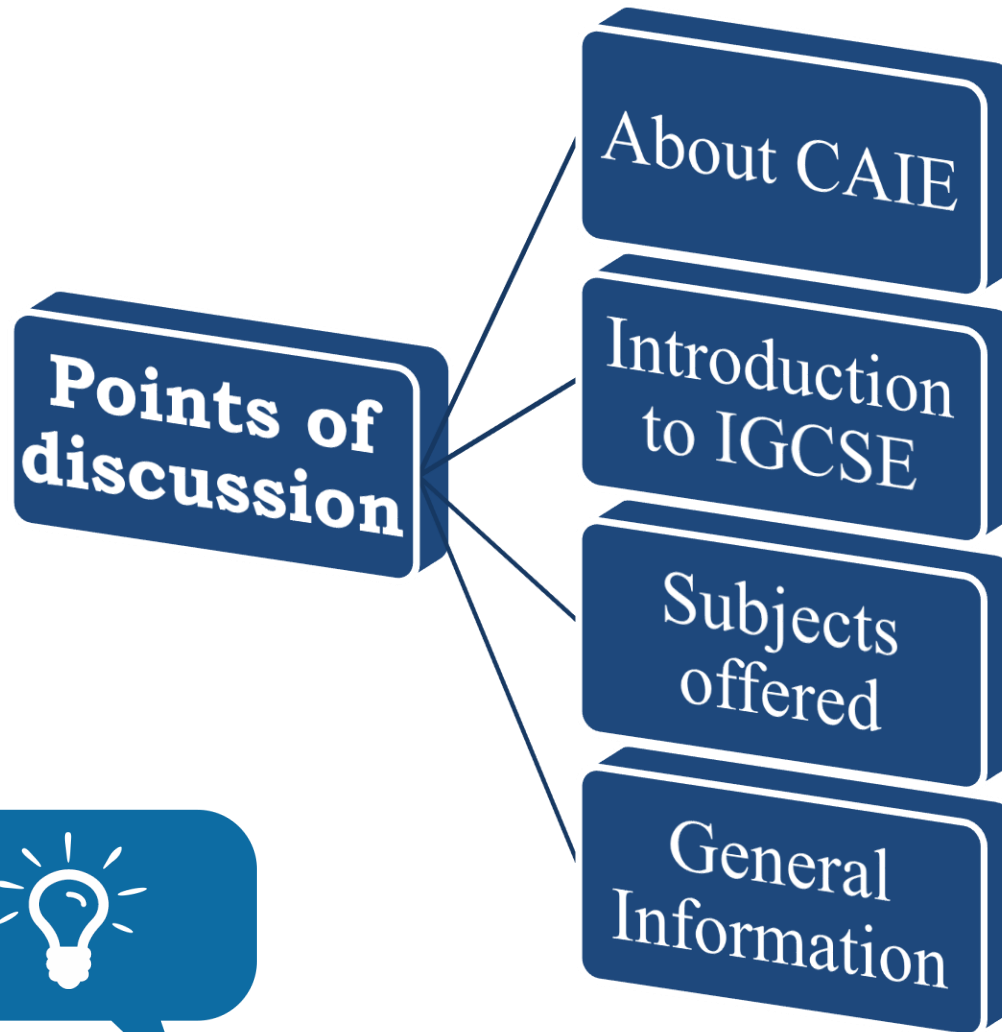 Points of
discussion
About CAIE
Introduction
to IGCSE
Subjects
offered
General
Information